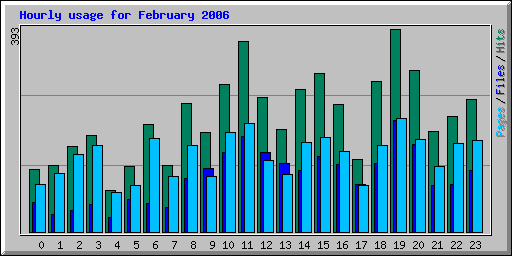 Hourly usage for February 2006
393
Pages / Files / Hits
0 1 2 3 4 5 6 7 8 9 10 11 12 13 14 15 16 17 18 19 20 21 22 23